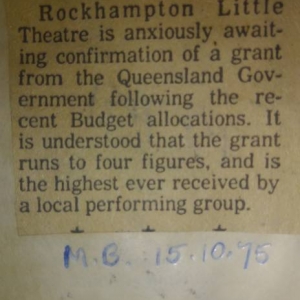 Rockhampton Little
Theatre is anxiously await-
ing confirmation of a grant
from the Queensland Gov-
ernment following the re-
cent Budget allocations. It
is understood that the grant
runs to four figures, and is
the highest ever received by
a local performing group.
M.B. 15.10.75